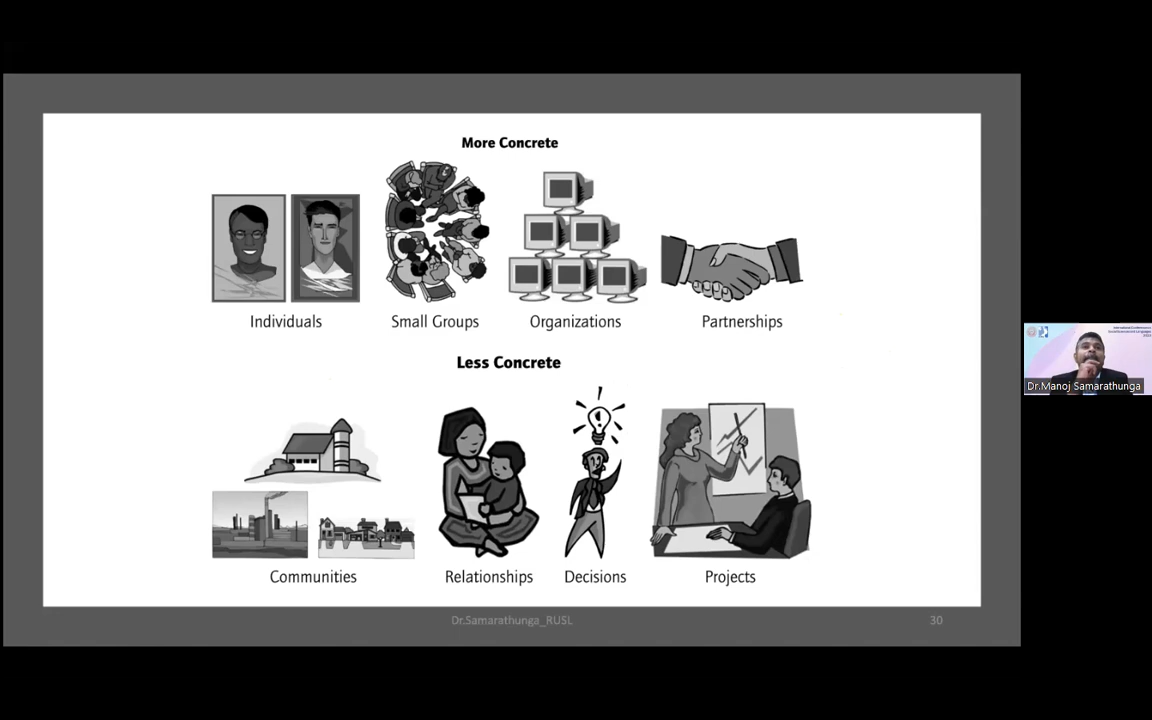 More Concrete
Individuals
Small Groups
Organizations
Partnerships
Less Concrete
Communities
Relationships
Decisions
Projects
Dr.Samarathunga_RUSL
30
Dr.Manoj Samarathunga